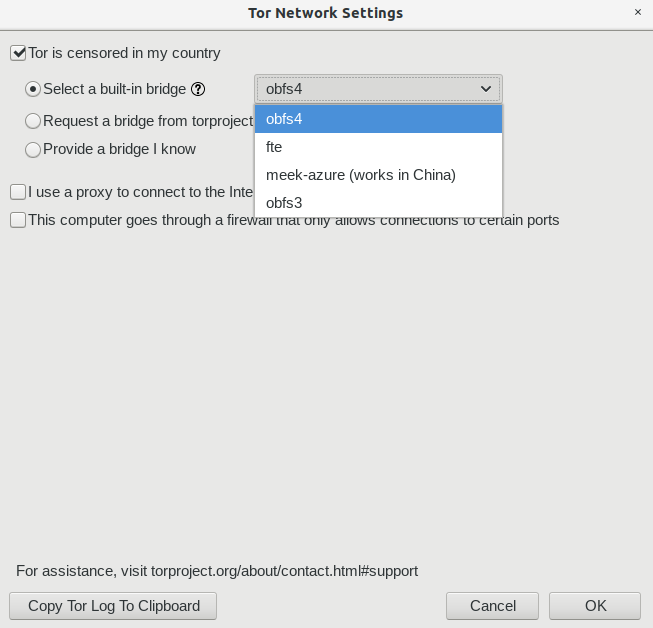 Tor Network Settings
×
Tor is censored in my country
Select a built-in bridge ? obfs4
Request a bridge from torproject
obfs4
fte
meek-azure (works in China)
obfs3
Provide a bridge I know
I use a proxy to connect to the Inte
This computer goes through a firewall that only allows connections to certain ports
For assistance, visit torproject.org/about/contact.html#support
Copy Tor Log To Clipboard
Cancel
OK